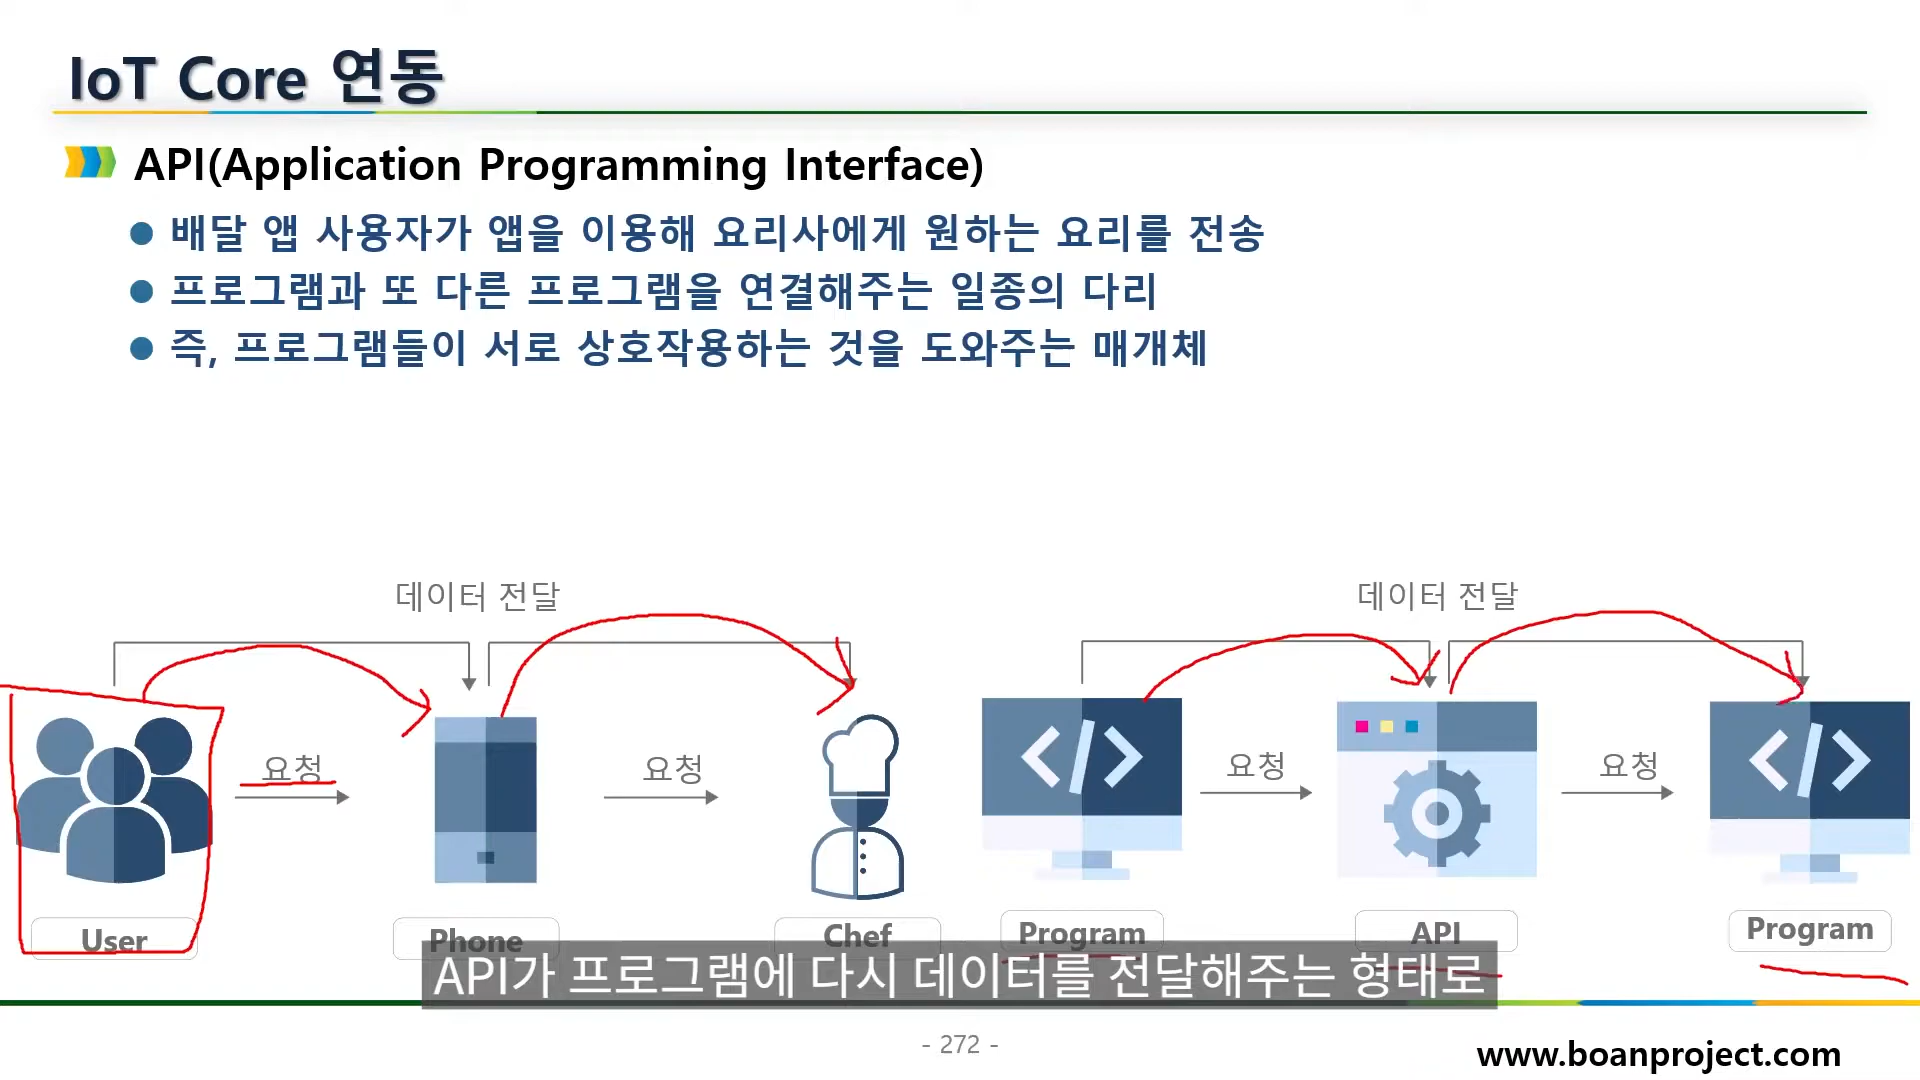 IoT Core 연동
API(Application Programming Interface)
배달 앱 사용자가 앱을 이용해 요리사에게 원하는 요리를 전송
프로그램과 또 다른 프로그램을 연결해주는 일종의 다리
즉, 프로그램들이 서로 상호작용하는 것을 도와주는 매개체
데이터 전달
데이터 전달
요청
요청
요청
요청
User
Phone
Chef
Program
API
Program
API가 프로그램에 다시 데이터를 전달해주는 형태로
- 272 -
www.boanproject.com